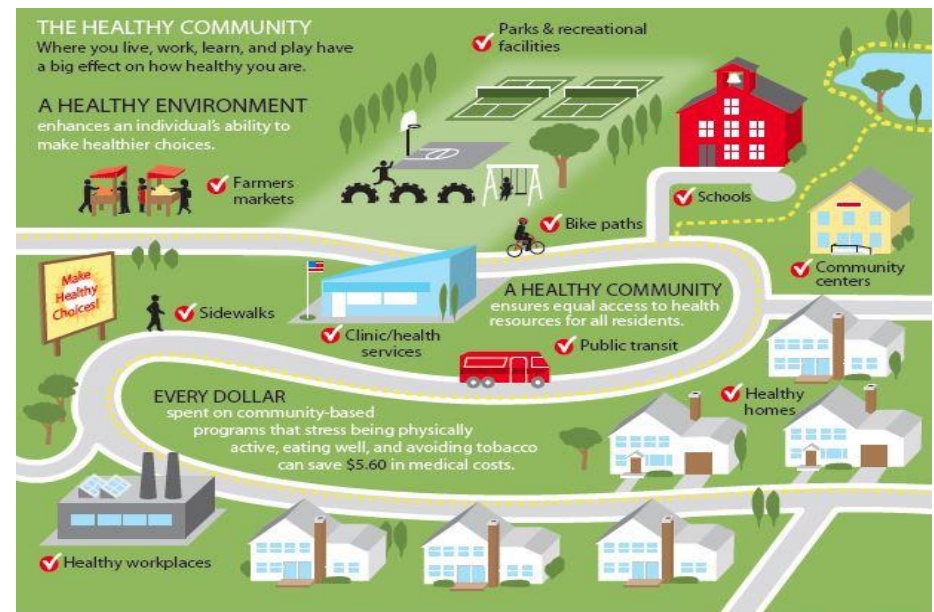 THE HEALTHY COMMUNITY
Where you live, work, learn, and play have
a big effect on how healthy you are.
A HEALTHY ENVIRONMENT
enhances an individual's ability to
make healthier choices.
Parks & recreational
facilities
Farmers
markets
Schools
Bike paths
Community
centers
Make
Healthy
Choices!
Sidewalks
Clinic/health
services
A HEALTHY COMMUNITY
ensures equal access to health
resources for all residents.
Public transit
Healthy
homes
EVERY DOLLAR
spent on community-based
programs that stress being physically
active, eating well, and avoiding tobacco
can save $5.60 in medical costs.
Healthy workplaces